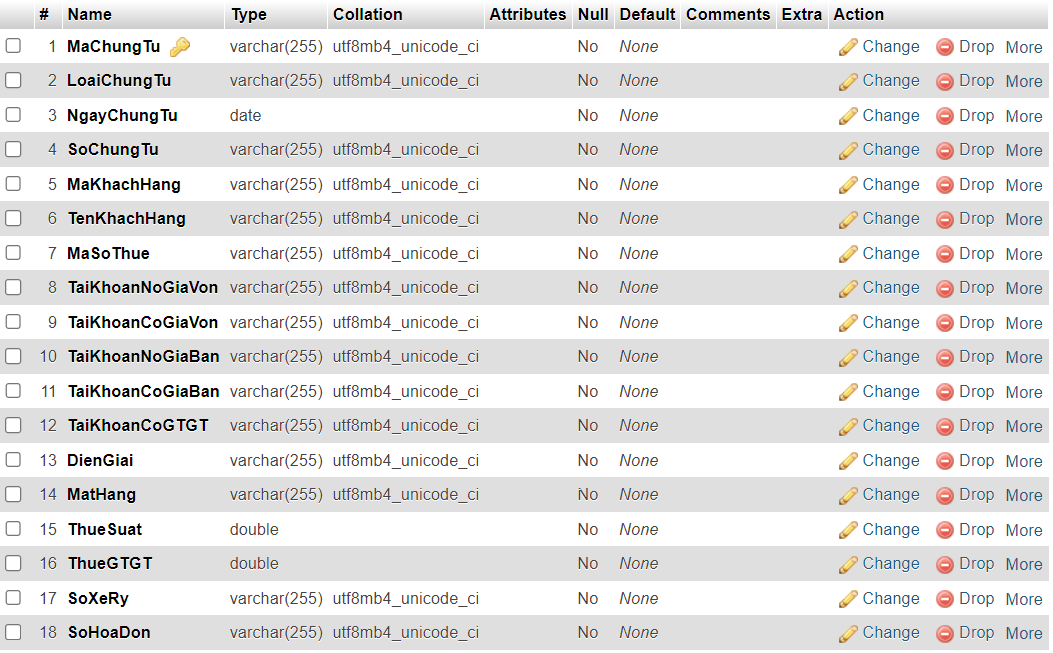 # Name Type Collation Attributes Null Default Comments Extra Action
1 MaChungTu varchar(255) utf8mb4_unicode_ci No None Change Drop More
2 LoaiChungTu varchar(255) utf8mb4_unicode_ci No None Change Drop More
3 NgayChungTu date No None Change Drop More
4 SoChungTu varchar(255) utf8mb4_unicode_ci No None Change Drop More
5 MaKhachHang varchar(255) utf8mb4_unicode_ci No None Change Drop More
6 TenKhachHang varchar(255) utf8mb4_unicode_ci No None Change Drop More
7 MaSoThue varchar(255) utf8mb4_unicode_ci No None Change Drop More
8 TaiKhoanNoGiaVon varchar(255) utf8mb4_unicode_ci No None Change Drop More
9 TaiKhoanCoGiaVon varchar(255) utf8mb4_unicode_ci No None Change Drop More
10 TaiKhoanNoGiaBan varchar(255) utf8mb4_unicode_ci No None Change Drop More
11 TaiKhoanCoGiaBan varchar(255) utf8mb4_unicode_ci No None Change Drop More
12 TaiKhoanCoGTGT varchar(255) utf8mb4_unicode_ci No None Change Drop More
13 DienGiai varchar(255) utf8mb4_unicode_ci No None Change Drop More
14 MatHang varchar(255) utf8mb4_unicode_ci No None Change Drop More
15 ThueSuat double No None Change Drop More
16 ThueGTGT double No None Change Drop More
17 SoXeRy varchar(255) utf8mb4_unicode_ci No None Change Drop More
18 SoHoaDon varchar(255) utf8mb4_unicode_ci No None Change Drop More